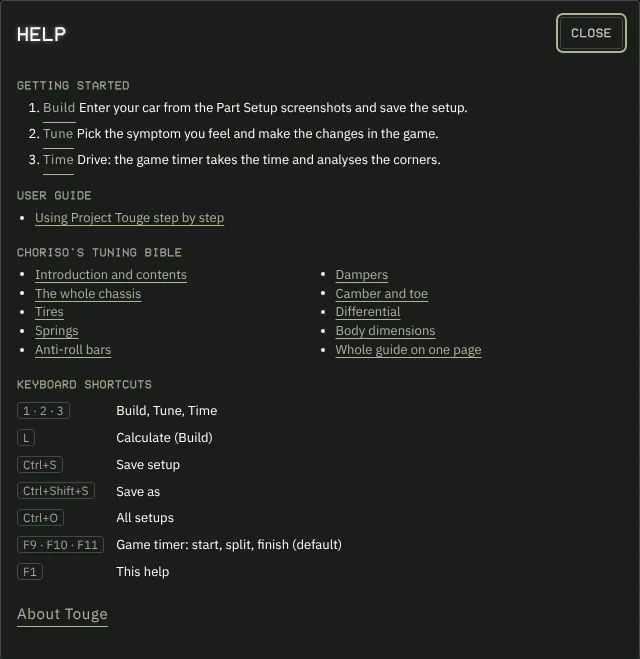 HELP
CLOSE
GETTING STARTED
1. Build Enter your car from the Part Setup screenshots and save the setup.
2. Tune Pick the symptom you feel and make the changes in the game.
3. Time Drive: the game timer takes the time and analyses the corners.
USER GUIDE
• Using Project Touge step by step
CHORISO'S TUNING BIBLE
• Introduction and contents
• The whole chassis
• Tires
• Springs
• Anti-roll bars
• Dampers
• Camber and toe
• Differential
• Body dimensions
• Whole guide on one page
KEYBOARD SHORTCUTS
1 · 2 · 3 Build, Tune, Time
L Calculate (Build)
Ctrl+S Save setup
Ctrl+Shift+S Save as
Ctrl+O All setups
F9 · F10 · F11 Game timer: start, split, finish (default)
F1 This help
About Touge